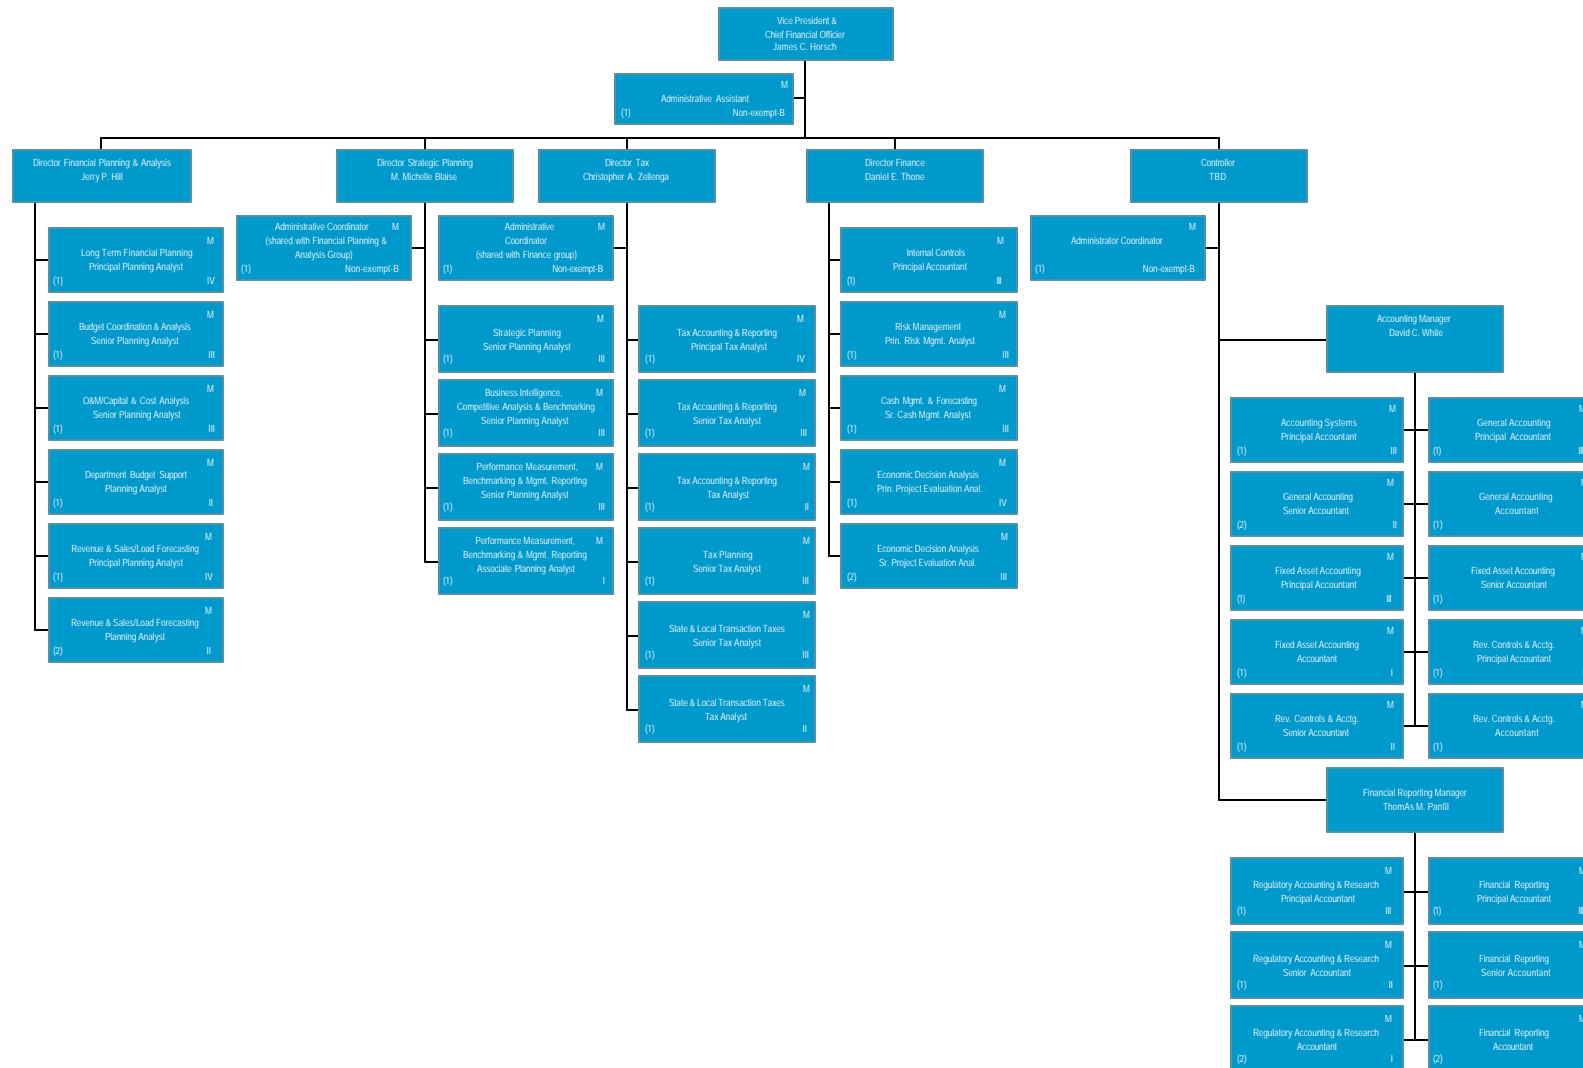 Vice President &
Chief Financial Officier
James C. Horsch
M
Administrative Assistant
(1) Non-exempt-B
Director Financial Planning & Analysis
Jerry P. Hill
M
Long Term Financial Planning
Principal Planning Analyst
(1) IV
M
Budget Coordination & Analysis
Senior Planning Analyst
(1) III
M
O&M/Capital & Cost Analysis
Senior Planning Analyst
(1) III
M
Department Budget Support
Planning Analyst
(1) II
M
Revenue & Sales/Load Forecasting
Principal Planning Analyst
(1) IV
M
Revenue & Sales/Load Forecasting
Planning Analyst
(2) II
Director Strategic Planning
M. Michelle Blaise
Administrative Coordinator M
(shared with Financial Planning &
Analysis Group)
(1) Non-exempt-B
M
Strategic Planning
Senior Planning Analyst
(1) III
Business Intelligence, M
Competitive Analysis & Benchmarking
Senior Planning Analyst
(1) III
Performance Measurement, M
Benchmarking & Mgmt. Reporting
Senior Planning Analyst
(1) III
Performance Measurement, M
Benchmarking & Mgmt. Reporting
Associate Planning Analyst
(1) I
Director Tax
Christopher A. Zeilenga
Administrative M
Coordinator
(shared with Finance group)
(1) Non-exempt-B
M
Tax Accounting & Reporting
Principal Tax Analyst
(1) IV
M
Tax Accounting & Reporting
Senior Tax Analyst
(1) III
M
Tax Accounting & Reporting
Tax Analyst
(1) II
M
Tax Planning
Senior Tax Analyst
(1) III
M
State & Local Transaction Taxes
Senior Tax Analyst
(1) III
M
State & Local Transaction Taxes
Tax Analyst
(1) II
Director Finance
Daniel E. Thone
M
Internal Controls
Principal Accountant
(1) III
M
Risk Management
Prin. Risk Mgmt. Analyst
(1) III
M
Cash Mgmt. & Forecasting
Sr. Cash Mgmt. Analyst
(1) III
M
Economic Decision Analysis
Prin. Project Evaluation Anal.
(1) IV
M
Economic Decision Analysis
Sr. Project Evaluation Anal.
(2) III
Controller
TBD
M
Administrator Coordinator
(1) Non-exempt-B
Accounting Manager
David C. White
M
Accounting Systems
Principal Accountant
(1) III
M
General Accounting
Principal Accountant
(1) III
M
General Accounting
Senior Accountant
(2) II
M
General Accounting
Accountant
(1)
M
Fixed Asset Accounting
Principal Accountant
(1) III
M
Fixed Asset Accounting
Senior Accountant
(1)
M
Fixed Asset Accounting
Accountant
(1) I
M
Rev. Controls & Acctg.
Principal Accountant
(1)
M
Rev. Controls & Acctg.
Senior Accountant
(1) II
M
Rev. Controls & Acctg.
Accountant
(1)
Financial Reporting Manager
ThomAs M. Panfil
M
Regulatory Accounting & Research
Principal Accountant
(1) III
M
Financial Reporting
Principal Accountant
(1) III
M
Regulatory Accounting & Research
Senior Accountant
(1) II
M
Financial Reporting
Senior Accountant
(1)
M
Regulatory Accounting & Research
Accountant
(2) I
M
Financial Reporting
Accountant
(2)